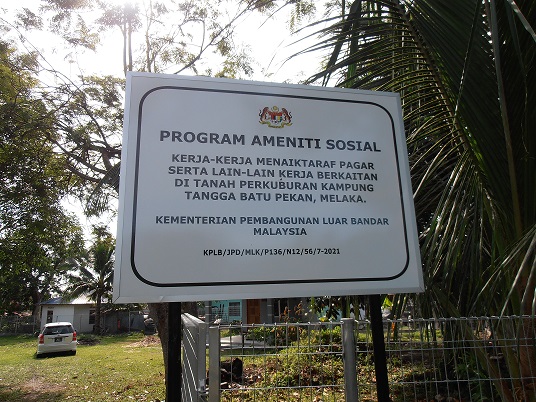 PROGRAM AMENITI SOSIAL
KERJA-KERJA MENAIKTARAF PAGAR
SERTA LAIN-LAIN KERJA BERKAITAN
DI TANAH PERKUBURAN KAMPUNG
TANGGA BATU PEKAN, MELAKA.
KEMENTERIAN PEMBANGUNAN LUAR BANDAR
MALAYSIA
KPLB/JPD/MLK/P136/N12/56/7-2021